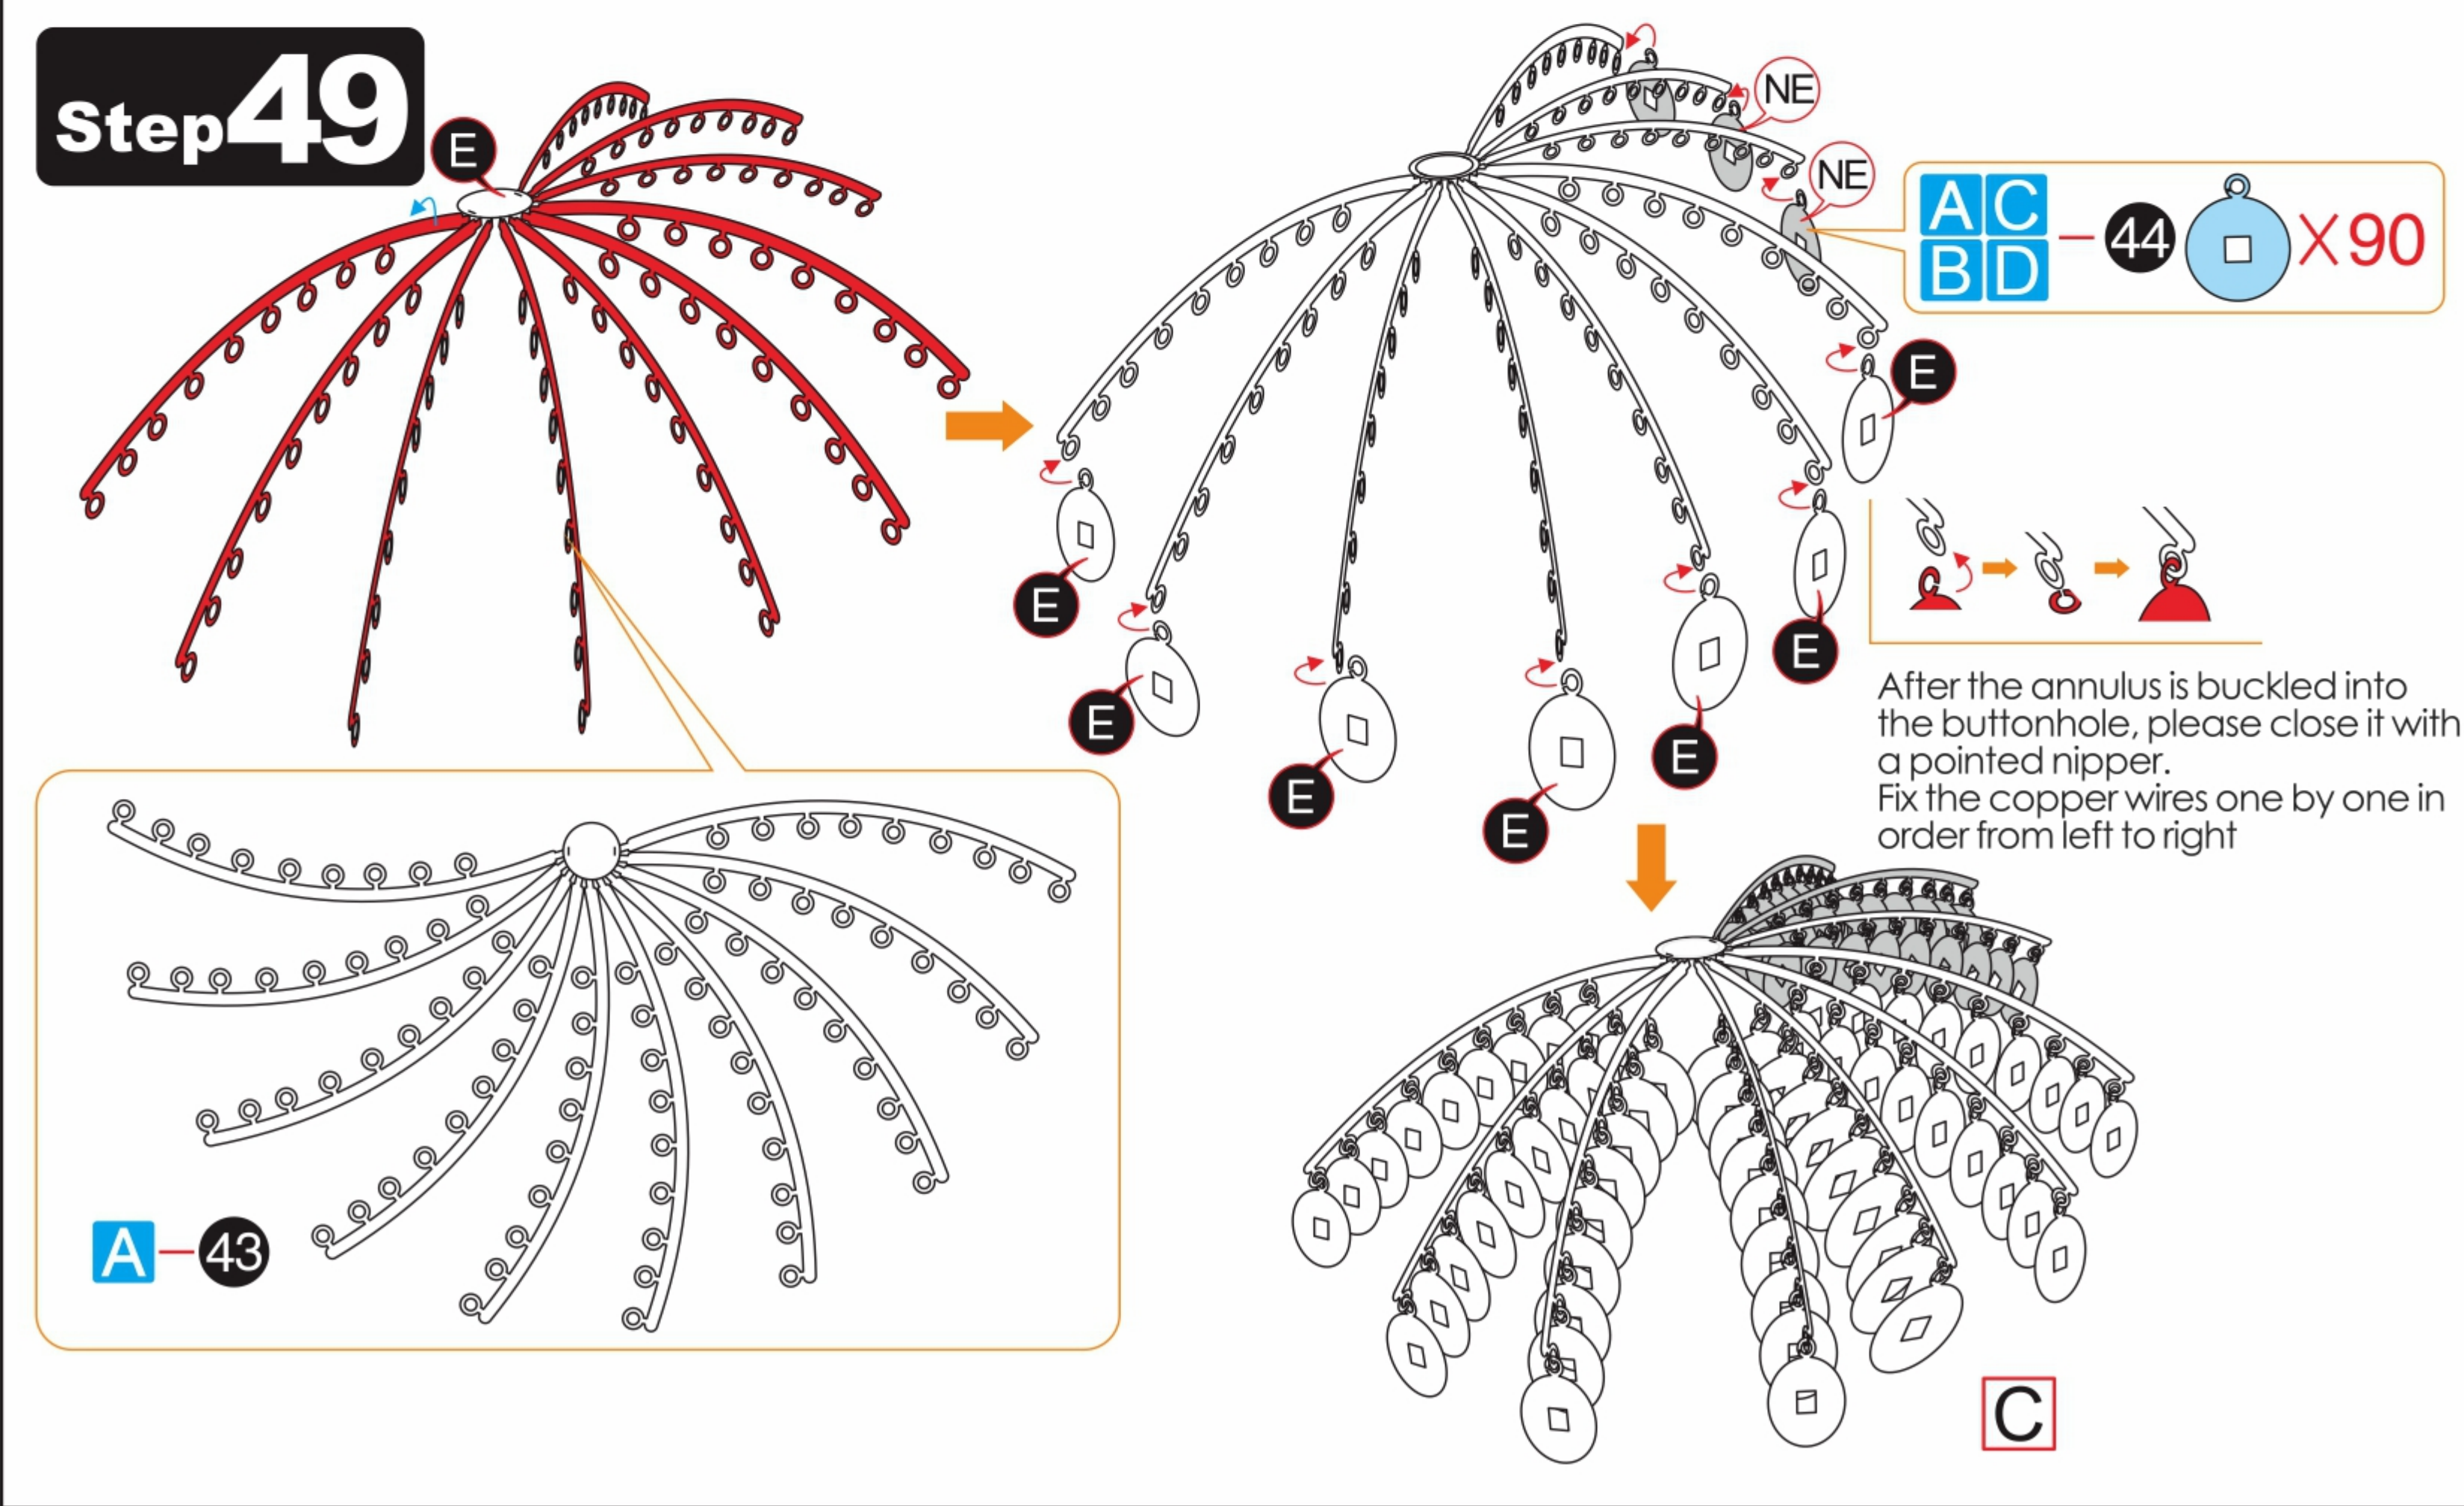 Step49
E
NE
NE
A C
B D
44
X90
E
E
E
E
E
E
E
After the annulus is buckled into
the buttonhole, please close it with
a pointed nipper.
Fix the copper wires one by one in
order from left to right
A
43
C